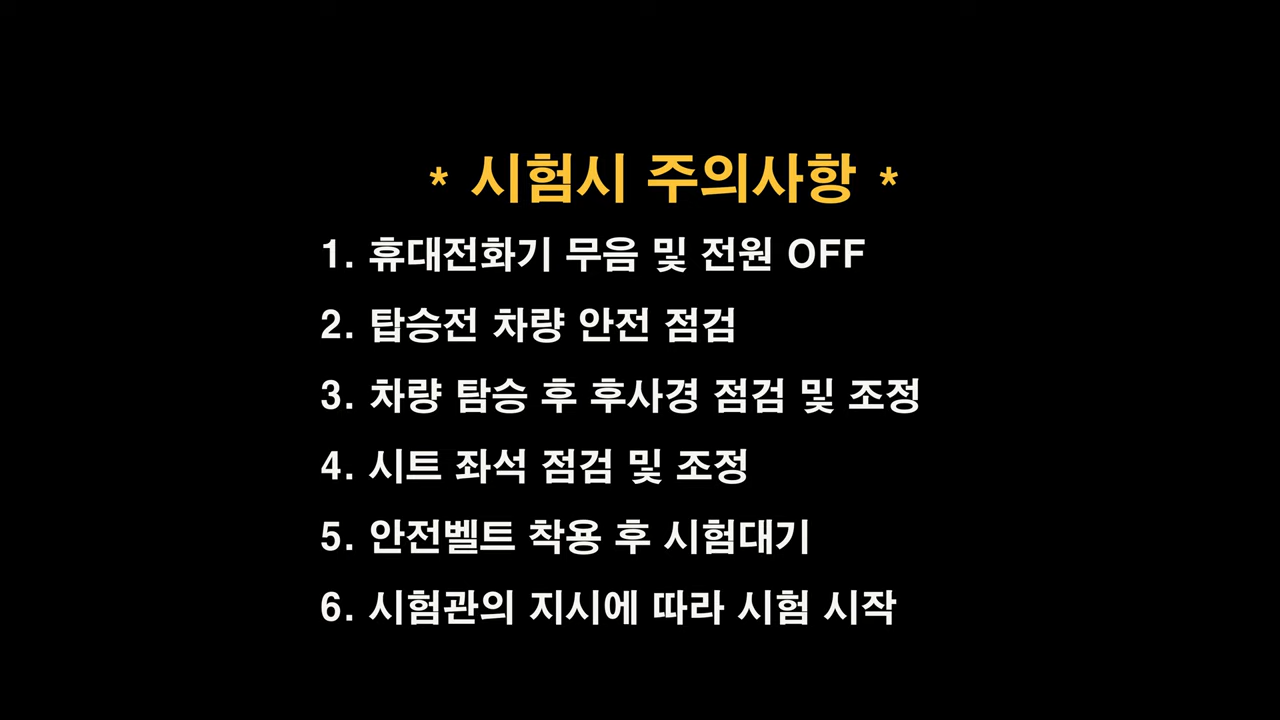 * 시험시 주의사항 *
1. 휴대전화기 무음 및 전원 OFF
2. 탑승전 차량 안전 점검
3. 차량 탐승 후 후사경 점검 및 조정
4. 시트 좌석 점검 및 조정
5. 안전벨트 착용 후 시험대기
6. 시험관의 지시에 따라 시험 시작